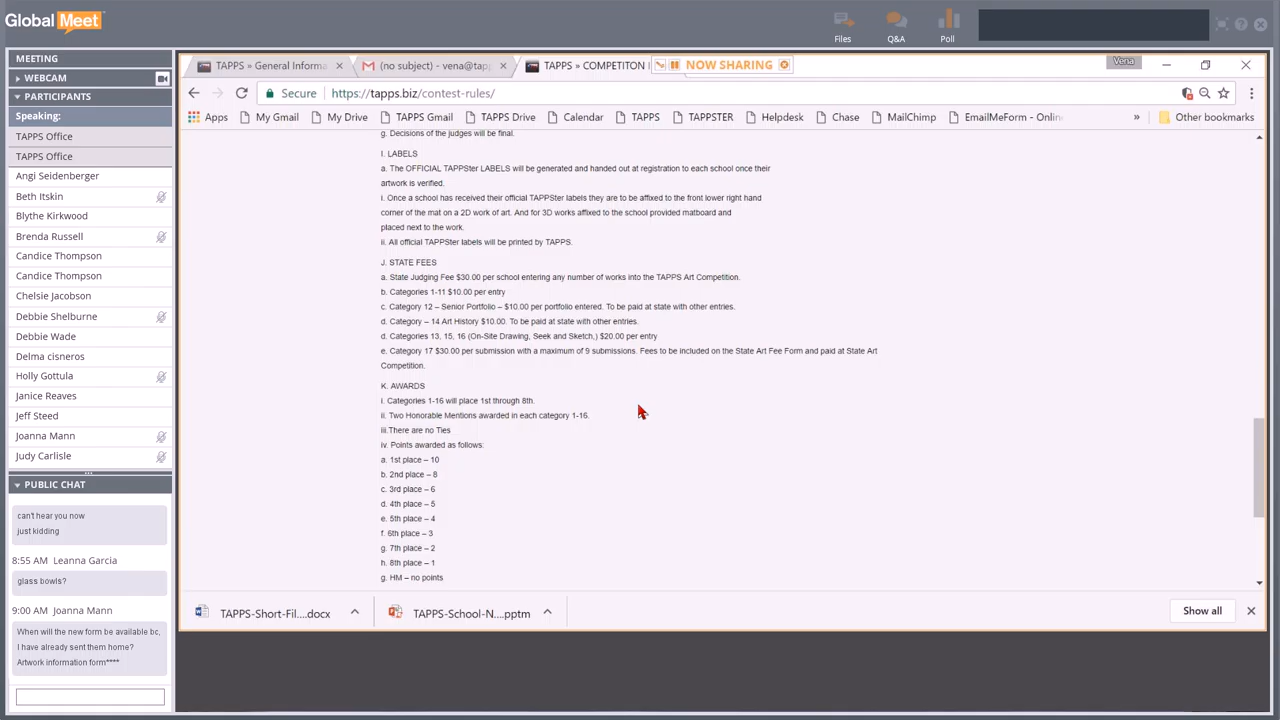 Global Meet
Files
Q&A
Poll
MEETING
WEBCAM
PARTICIPANTS
Speaking:
TAPPS Office
TAPPS Office
Angi Seidenberger
Beth Itskin
Blythe Kirkwood
Brenda Russell
Candice Thompson
Candice Thompson
Chelsie Jacobson
Debbie Shelburne
Debbie Wade
Delma cisneros
Holly Gottula
Janice Reaves
Jeff Steed
Joanna Mann
Judy Carlisle
PUBLIC CHAT
can't hear you now
just kidding
8:55 AM Leanna Garcia
glass bowls?
9:00 AM Joanna Mann
When will the new form be available bc,
I have already sent them home?
Artwork information form****
TAPPS » General Informa
(no subject) - vena@tapp
TAPPS » COMPETITON
NOW SHARING
Vena
Secure
https://tapps.biz/contest-rules/
Apps
My Gmail
My Drive
TAPPS Gmail
TAPPS Drive
Calendar
TAPPS
TAPPSTER
Helpdesk
Chase
MailChimp
EmailMeForm - Onlin
»
Other bookmarks
g. Decisions of the judges will be final.
I. LABELS
a. The OFFICIAL TAPPSter LABELS will be generated and handed out at registration to each school once their
artwork is verified.
i. Once a school has received their official TAPPSter labels they are to be affixed to the front lower right hand
corner of the mat on a 2D work of art. And for 3D works affixed to the school provided matboard and
placed next to the work.
ii. All official TAPPSter labels will be printed by TAPPS.
J. STATE FEES
a. State Judging Fee $30.00 per school entering any number of works into the TAPPS Art Competition.
b. Categories 1-11 $10.00 per entry
c. Category 12 – Senior Portfolio – $10.00 per portfolio entered. To be paid at state with other entries.
d. Category – 14 Art History $10.00. To be paid at state with other entries.
d. Categories 13, 15, 16 (On-Site Drawing, Seek and Sketch,) $20.00 per entry
e. Category 17 $30.00 per submission with a maximum of 9 submissions. Fees to be included on the State Art Fee Form and paid at State Art
Competition.
K. AWARDS
i. Categories 1-16 will place 1st through 8th.
ii. Two Honorable Mentions awarded in each category 1-16.
iii.There are no Ties
iv. Points awarded as follows:
a. 1st place – 10
b. 2nd place – 8
c. 3rd place – 6
d. 4th place – 5
e. 5th place – 4
f. 6th place – 3
g. 7th place – 2
h. 8th place – 1
g. HM – no points
TAPPS-Short-Fil....docx
TAPPS-School-N....pptm
Show all